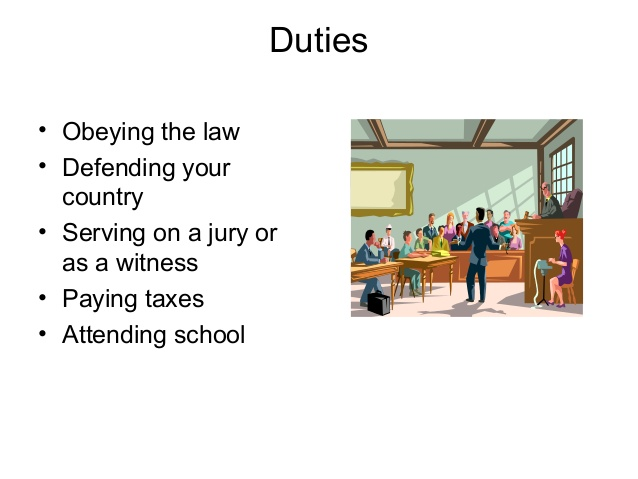 Duties
• Obeying the law
• Defending your
country
• Serving on a jury or
as a witness
• Paying taxes
• Attending school